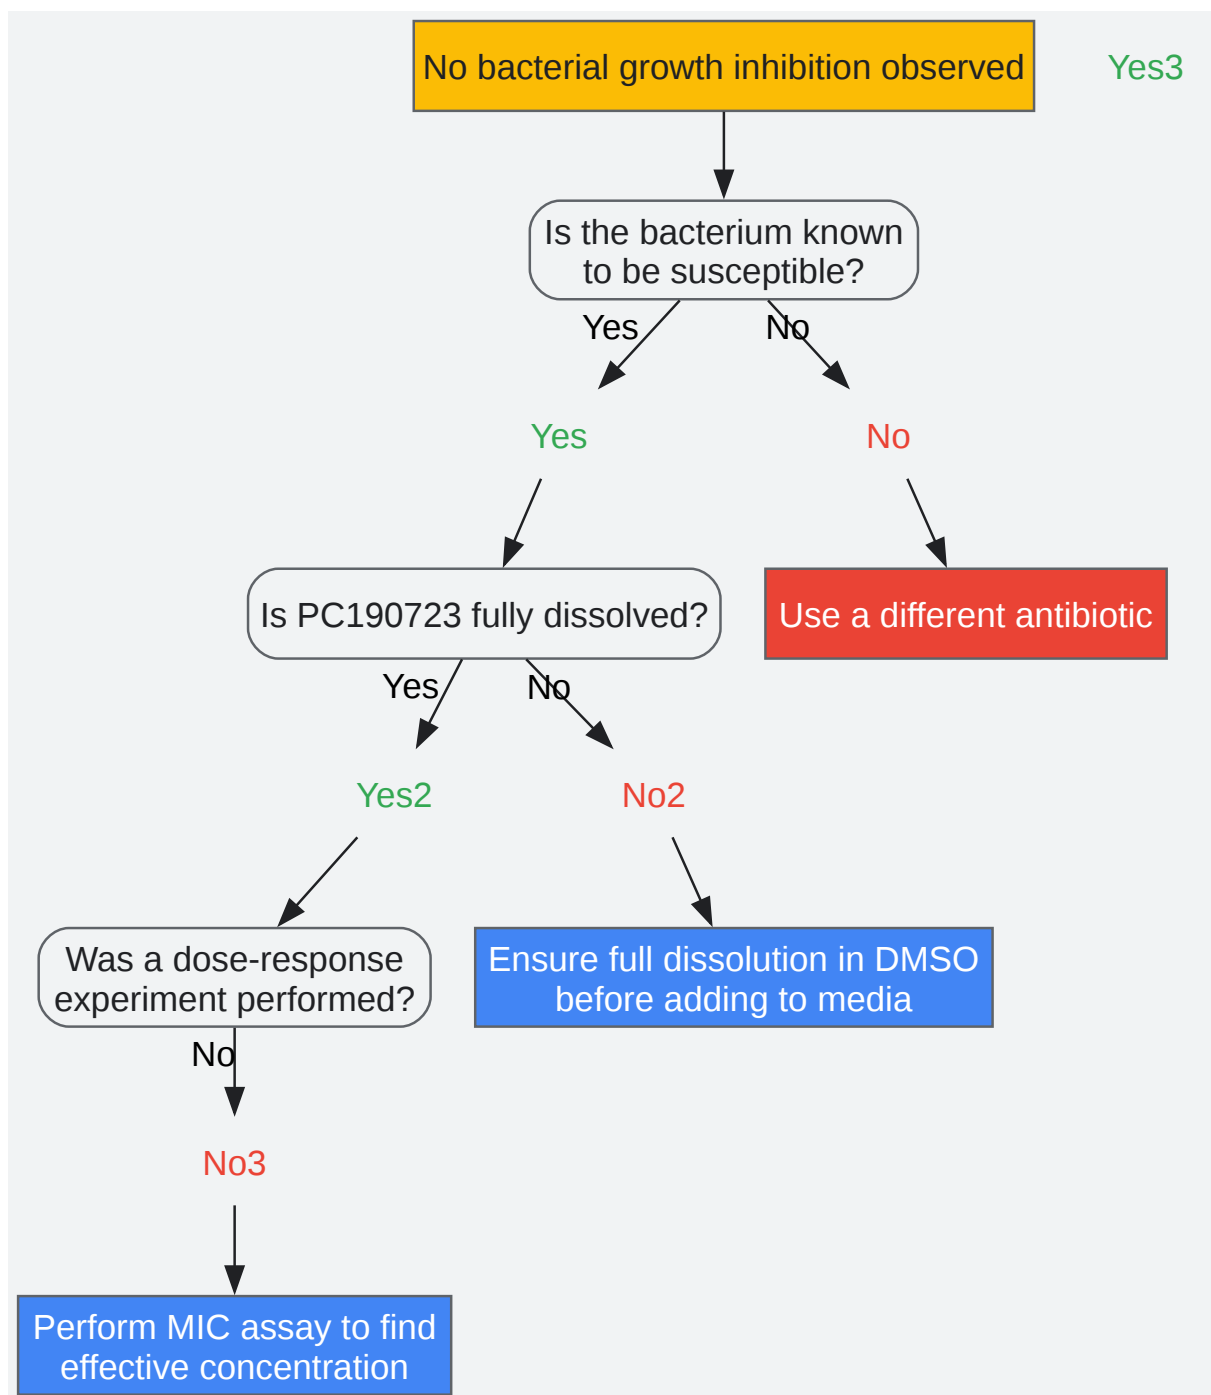 No bacterial growth inhibition observed
Yes3
Is the bacterium known
to be susceptible?
Yes
No
Yes
No
Is PC190723 fully dissolved?
Use a different antibiotic
Yes
No
Yes2
No2
Was a dose-response
experiment performed?
Ensure full dissolution in DMSO
before adding to media
No
No3
Perform MIC assay to find
effective concentration